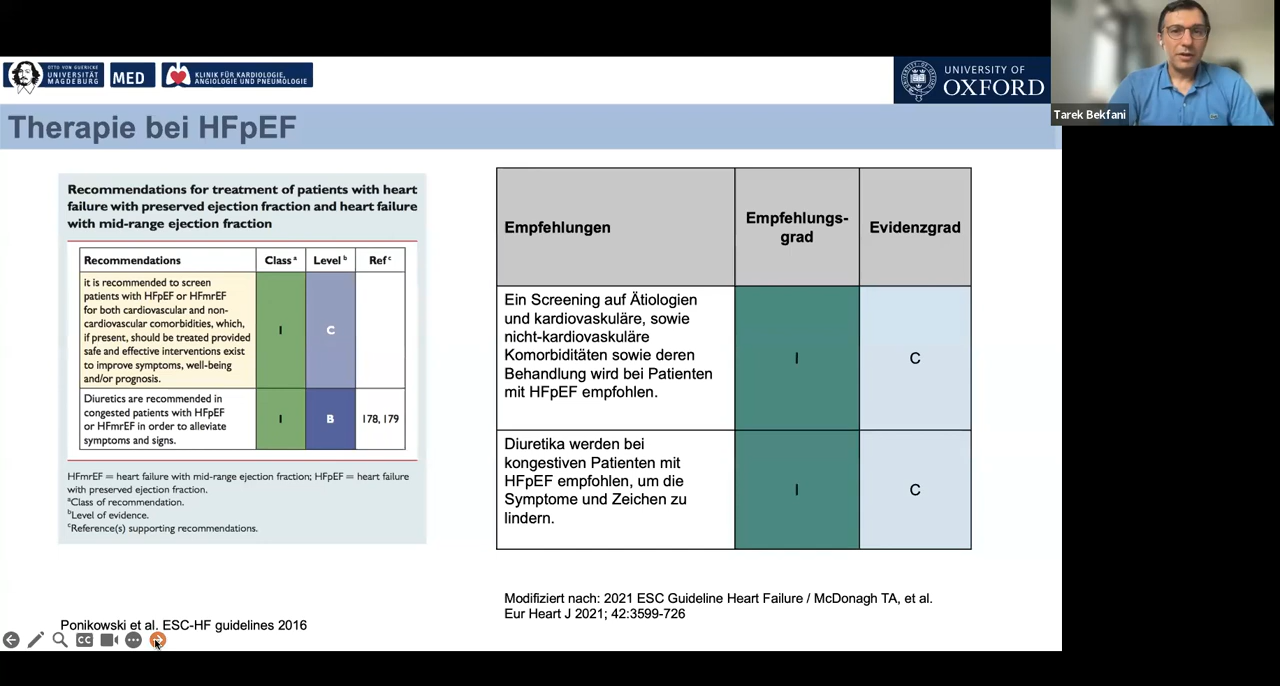 OTTO VON GUERICKE
UNIVERSITÄT
MAGDEBURG
MED
KLINIK FÜR KARDIOLOGIE,
ANGIOLOGIE UND PNEUMOLOGIE
UNIVERSITY OF
OXFORD
Tarek Bekfani
Therapie bei HFpEF
Recommendations for treatment of patients with heart
failure with preserved ejection fraction and heart failure
with mid-range ejection fraction
Recommendations Class a Level b Ref c
it is recommended to screen
patients with HFpEF or HFmrEF
for both cardiovascular and non-
cardiovascular comorbidities, which,
if present, should be treated provided
safe and effective interventions exist
to improve symptoms, well-being
and/or prognosis.
I
C
Diuretics are recommended in
congested patients with HFpEF
or HFmrEF in order to alleviate
symptoms and signs.
I
B
178, 179
HFmrEF = heart failure with mid-range ejection fraction; HFpEF = heart failure
with preserved ejection fraction.
aClass of recommendation.
bLevel of evidence.
cReference(s) supporting recommendations.
Ponikowski et al. ESC-HF guidelines 2016
CC
Empfehlungen
Empfehlungs-
grad
Evidenzgrad
Ein Screening auf Ätiologien
und kardiovaskuläre, sowie
nicht-kardiovaskuläre
Komorbiditäten sowie deren
Behandlung wird bei Patienten
mit HFpEF empfohlen.
I
C
Diuretika werden bei
kongestiven Patienten mit
HFpEF empfohlen, um die
Symptome und Zeichen zu
lindern.
I
C
Modifiziert nach: 2021 ESC Guideline Heart Failure / McDonagh TA, et al.
Eur Heart J 2021; 42:3599-726